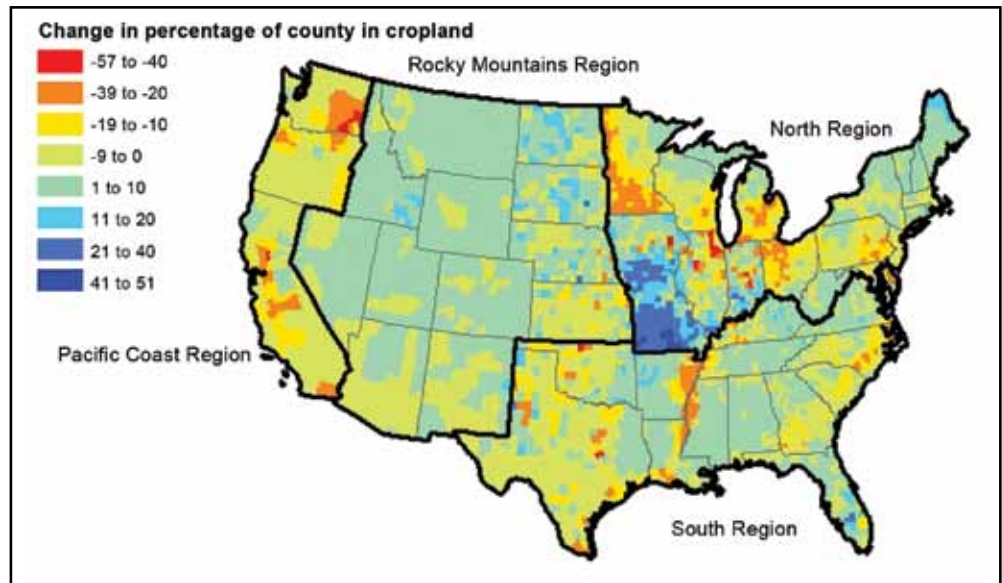 Change in percentage of county in cropland
-57 to -40
-39 to -20
-19 to -10
-9 to 0
1 to 10
11 to 20
21 to 40
41 to 51
Rocky Mountains Region
North Region
Pacific Coast Region
South Region